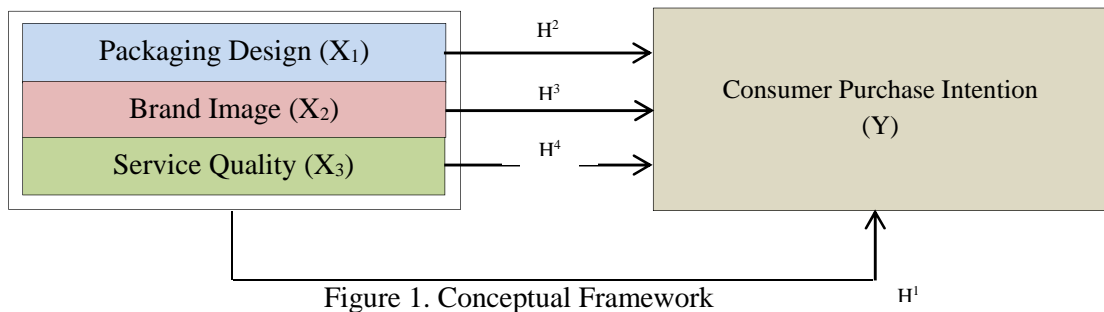 Packaging Design (X₁)
Brand Image (X₂)
Service Quality (X₃)
H²
H³
H⁴
Consumer Purchase Intention
(Y)
H¹
Figure 1. Conceptual Framework